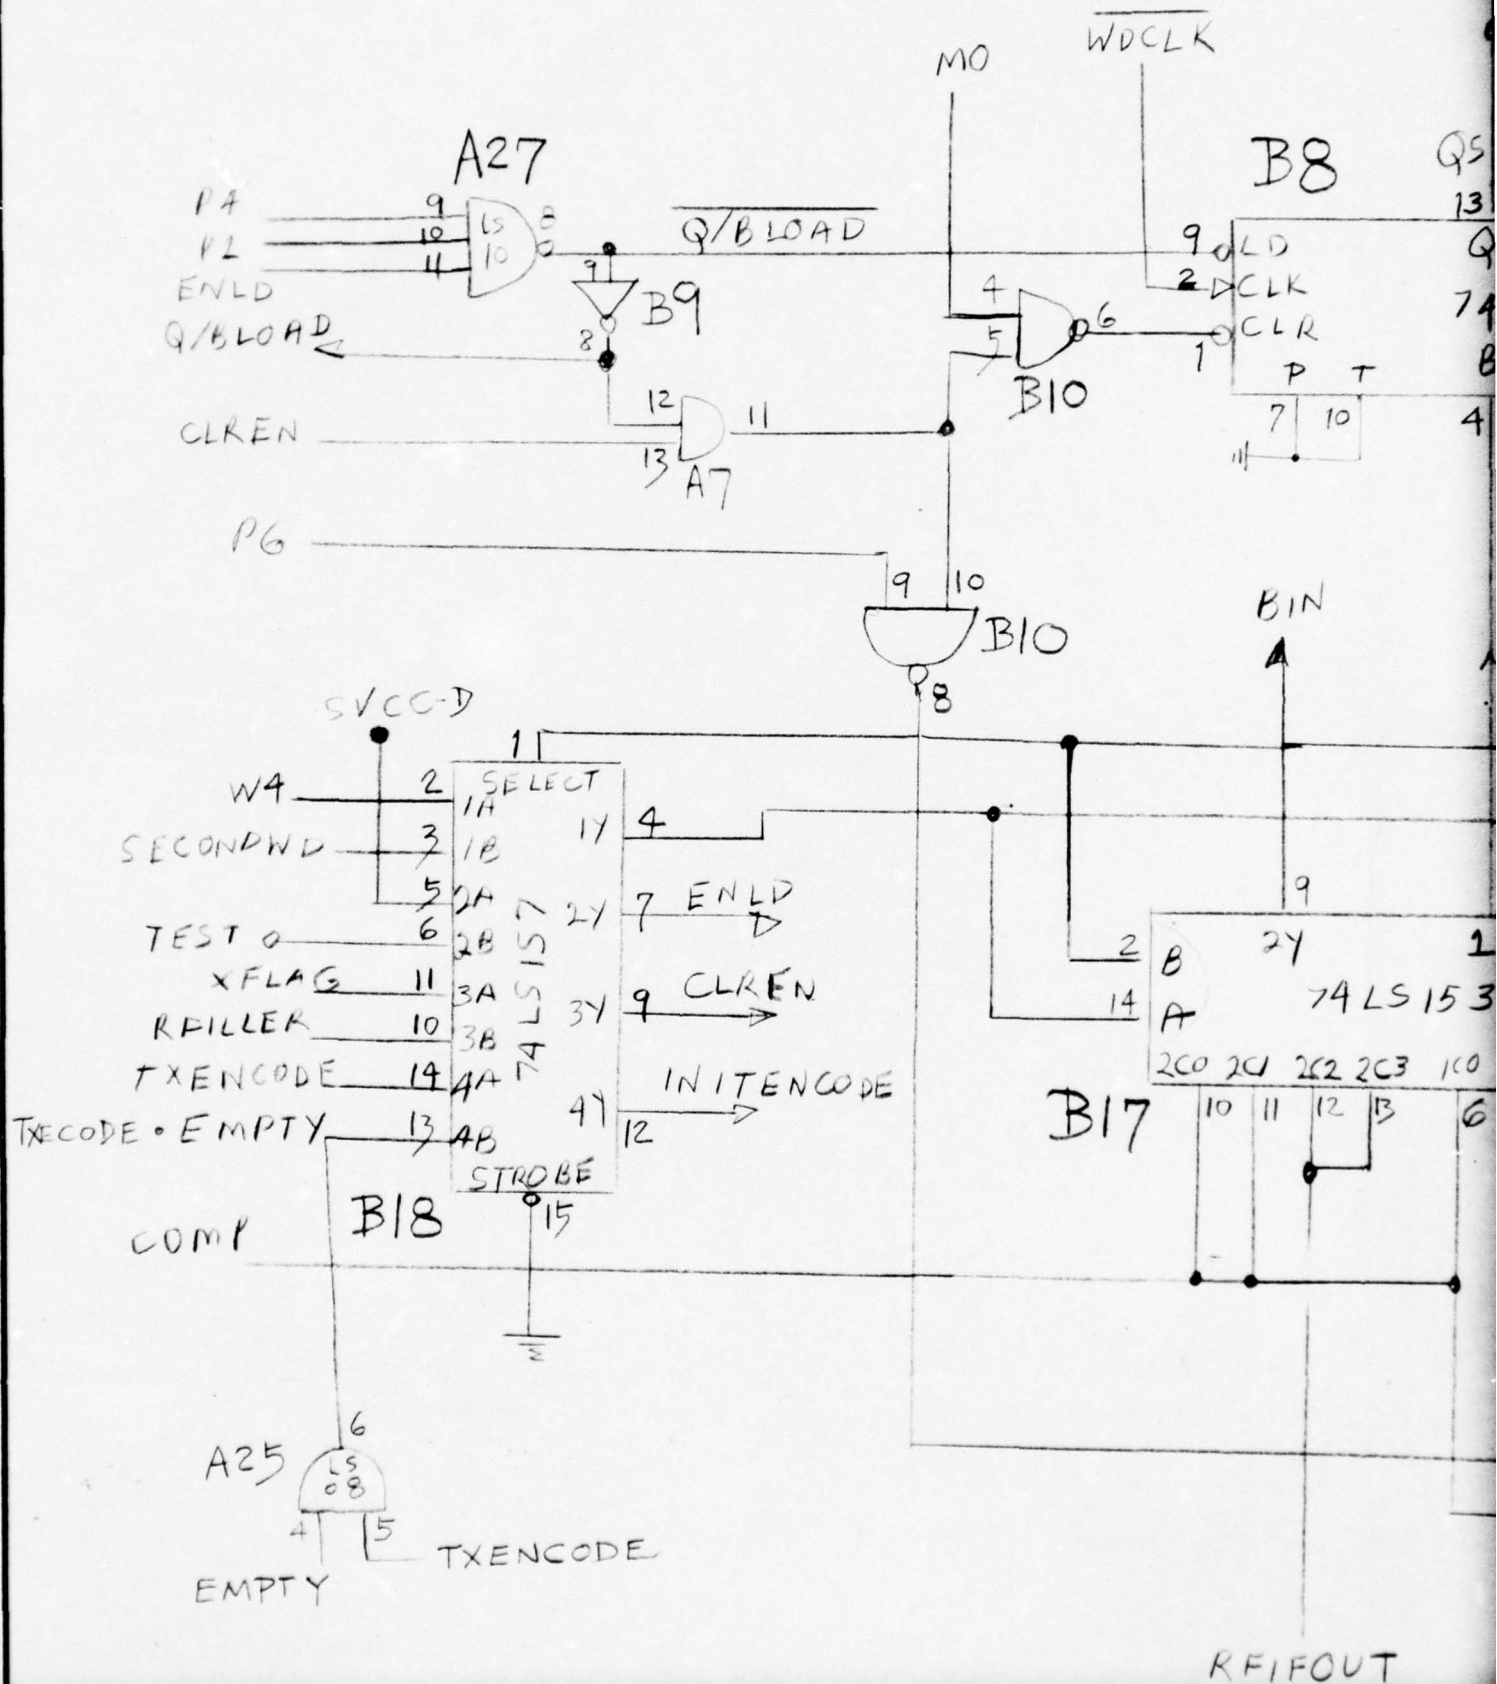 WDCLK
MO
A27
B8
QS
13
P4
9
LS
8
P2
10
10
11
ENLD
Q/BLOAD
9
LD
Q
9
B9
2
CLK
74
Q/BLOAD
8
4
5
6
1
CLR
B
B10
P
T
7
10
4
CLREN
12
13
11
A7
P6
9
10
B10
8
BIN
5VCC-D
1
SELECT
W4
2
1A
1Y
4
SECONDWD
3
1B
5
2A
2Y
7
ENLD
TEST
6
2B
XFLAG
11
3A
3Y
9
CLREN
RFILLER
10
3B
74LS157
TXENCODE
14
4A
4Y
12
INITENCODE
TXECODE • EMPTY
13
4B
STROBE
15
B18
9
2Y
1
2
B
14
A
74LS153
2C0
2C1
2C2
2C3
1C0
B17
10
11
12
13
6
COMP
6
A25
LS
08
4
5
TXENCODE
EMPTY
RFIFOUT